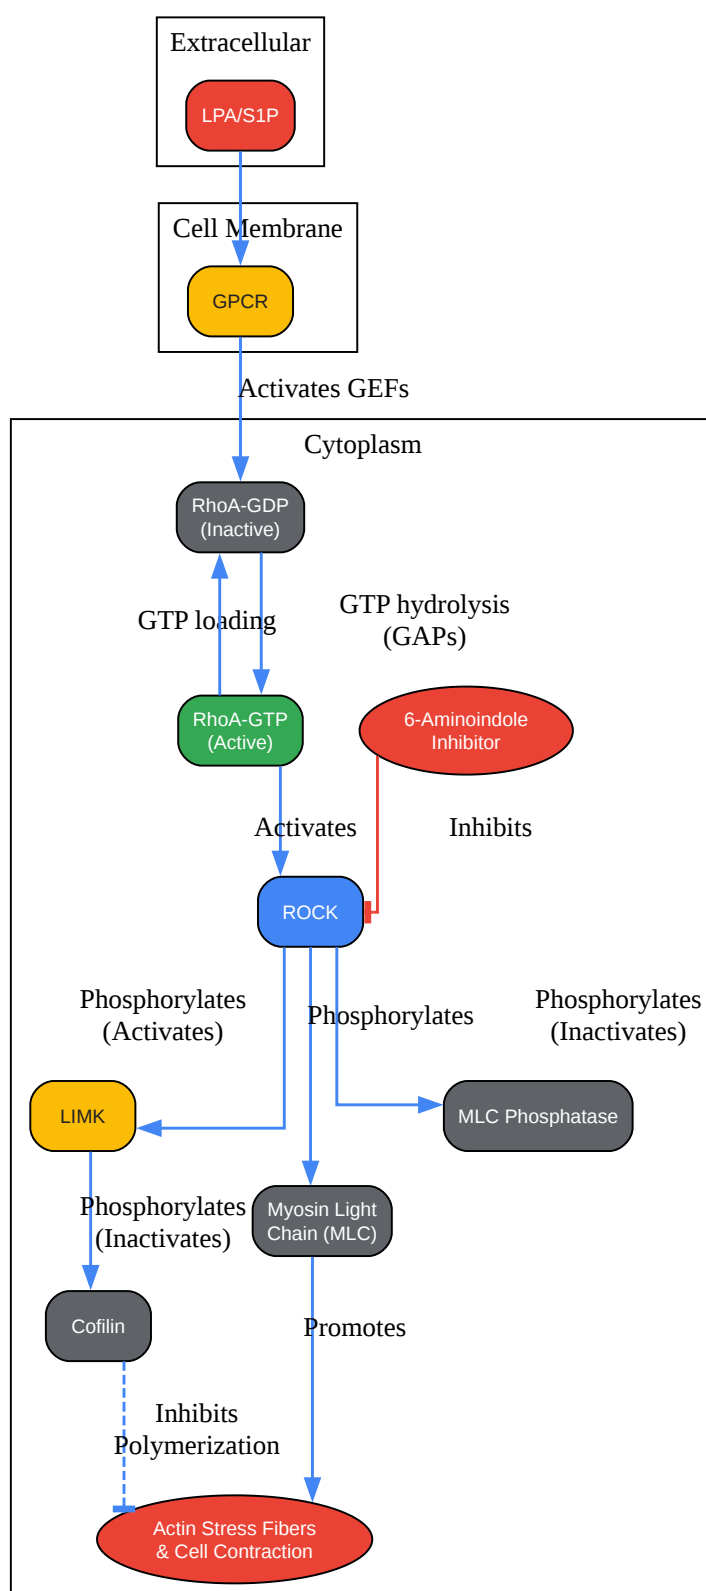 Extracellular
LPA/S1P
Cell Membrane
GPCR
Activates GEFs
Cytoplasm
RhoA-GDP
(Inactive)
GTP loading
GTP hydrolysis
(GAPs)
RhoA-GTP
(Active)
6-Aminoindole
Inhibitor
Activates
Inhibits
ROCK
Phosphorylates
(Activates)
Phosphorylates
Phosphorylates
(Inactivates)
LIMK
MLC Phosphatase
Phosphorylates
(Inactivates)
Myosin Light
Chain (MLC)
Cofilin
Promotes
Inhibits
Polymerization
Actin Stress Fibers
& Cell Contraction